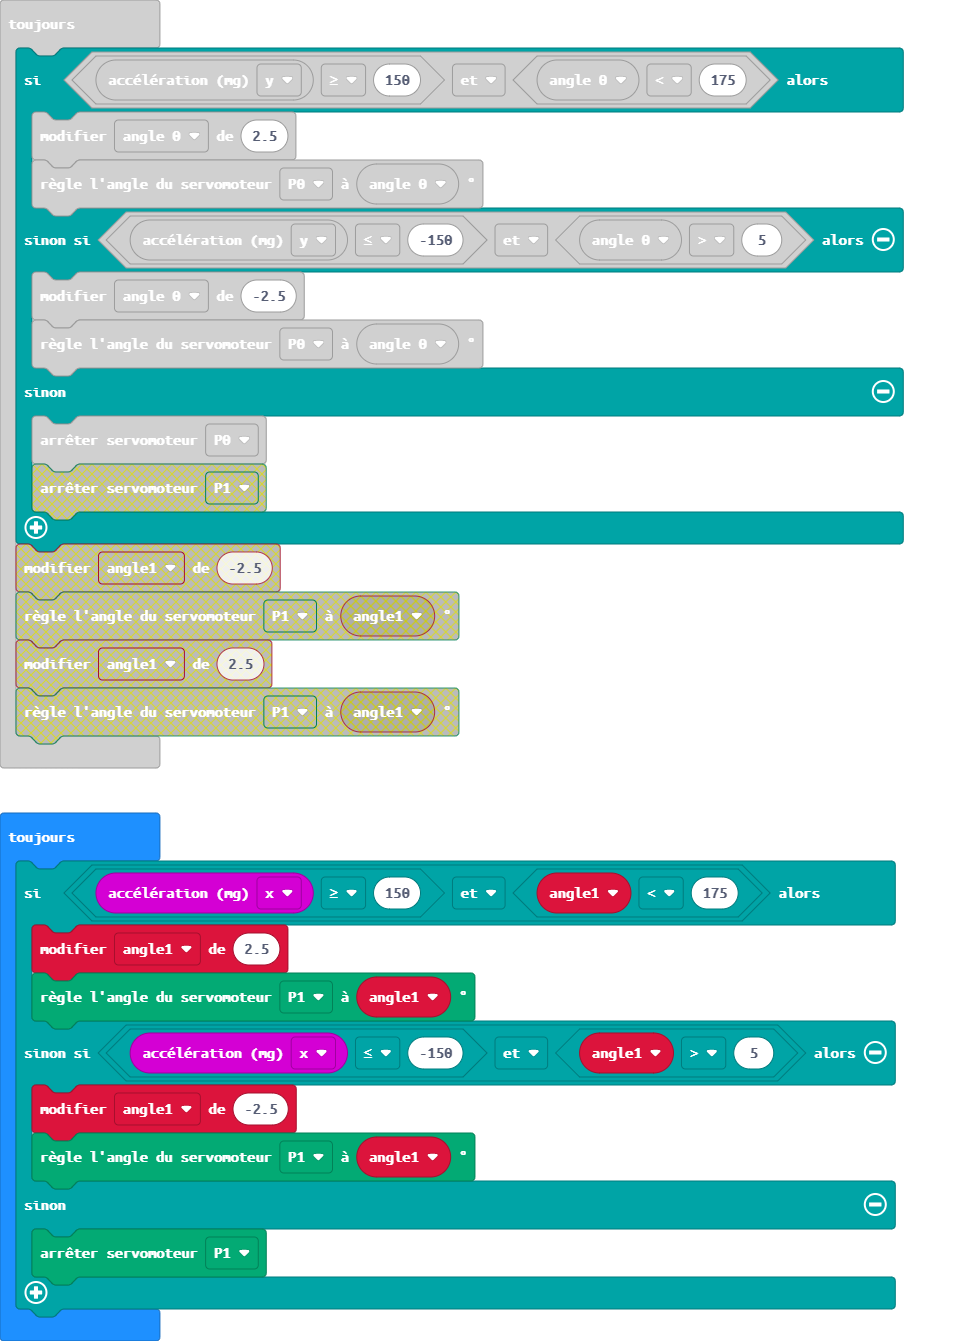 toujours
si accélération (mg) y ≥ 150 et angle 0 < 175 alors
modifier angle 0 de 2.5
règle l'angle du servomoteur P0 à angle 0 °
sinon si accélération (mg) y ≤ -150 et angle 0 > 5 alors
modifier angle 0 de -2.5
règle l'angle du servomoteur P0 à angle 0 °
sinon
arrêter servomoteur P0
arrêter servomoteur P1
modifier angle1 de -2.5
règle l'angle du servomoteur P1 à angle1 °
modifier angle1 de 2.5
règle l'angle du servomoteur P1 à angle1 °
toujours
si accélération (mg) x ≥ 150 et angle1 < 175 alors
modifier angle1 de 2.5
règle l'angle du servomoteur P1 à angle1 °
sinon si accélération (mg) x ≤ -150 et angle1 > 5 alors
modifier angle1 de -2.5
règle l'angle du servomoteur P1 à angle1 °
sinon
arrêter servomoteur P1